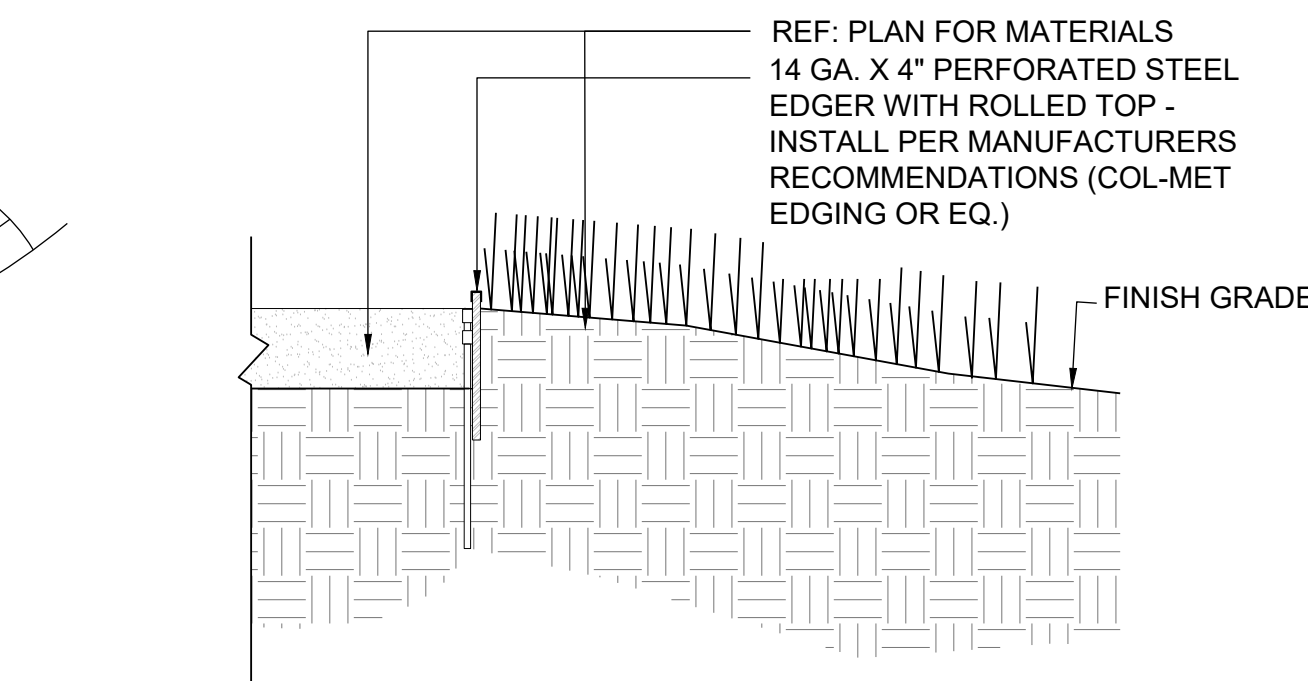 REF: PLAN FOR MATERIALS
14 GA. X 4" PERFORATED STEEL
EDGER WITH ROLLED TOP -
INSTALL PER MANUFACTURERS
RECOMMENDATIONS (COL-MET
EDGING OR EQ.)
FINISH GRADE